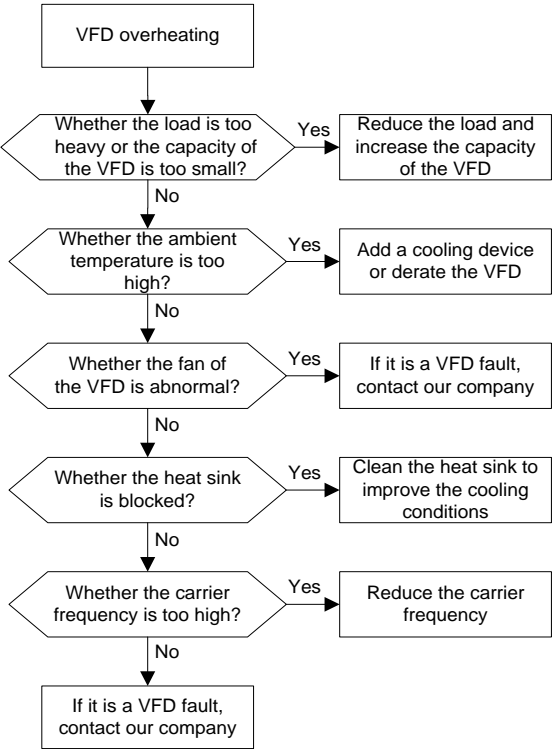 VFD overheating
Whether the load is too
heavy or the capacity of
the VFD is too small?
Yes
Reduce the load and
increase the capacity
of the VFD
No
Whether the ambient
temperature is too
high?
Yes
Add a cooling device
or derate the VFD
No
Whether the fan of
the VFD is abnormal?
Yes
If it is a VFD fault,
contact our company
No
Whether the heat sink
is blocked?
Yes
Clean the heat sink to
improve the cooling
conditions
No
Whether the carrier
frequency is too high?
Yes
Reduce the carrier
frequency
No
If it is a VFD fault,
contact our company